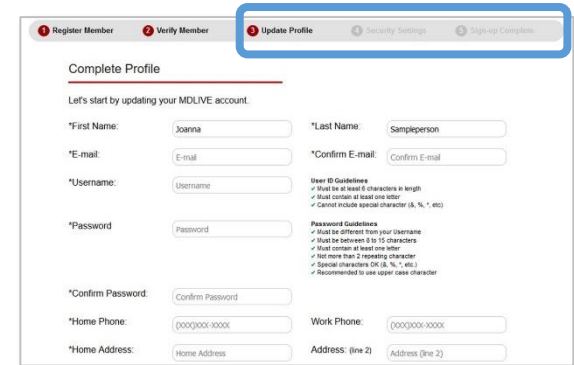 1 Register Member 2 Verify Member 3 Update Profile 4 Security Settings 5 Sign-up Complete
Complete Profile
Let's start by updating your MDLIVE account.
*First Name: Joanna *Last Name: Sampleperson
*E-mail: E-mail *Confirm E-mail: Confirm E-mail
*Username: Username
User ID Guidelines
✓ Must be at least 6 characters in length
✓ Must contain at least one letter
✓ Cannot include special character (&, %, *, etc)
*Password Password
Password Guidelines
✓ Must be different from your Username
✓ Must be between 8 to 15 characters
✓ Must contain at least one letter
✓ Not more than 2 repeating character
✓ Special characters OK (&, %, *, etc.)
✓ Recommended to use upper case character
*Confirm Password: Confirm Password
*Home Phone: (XXX)XXX-XXXX Work Phone: (XXX)XXX-XXXX
*Home Address: Home Address Address: (line 2) Address (line 2)